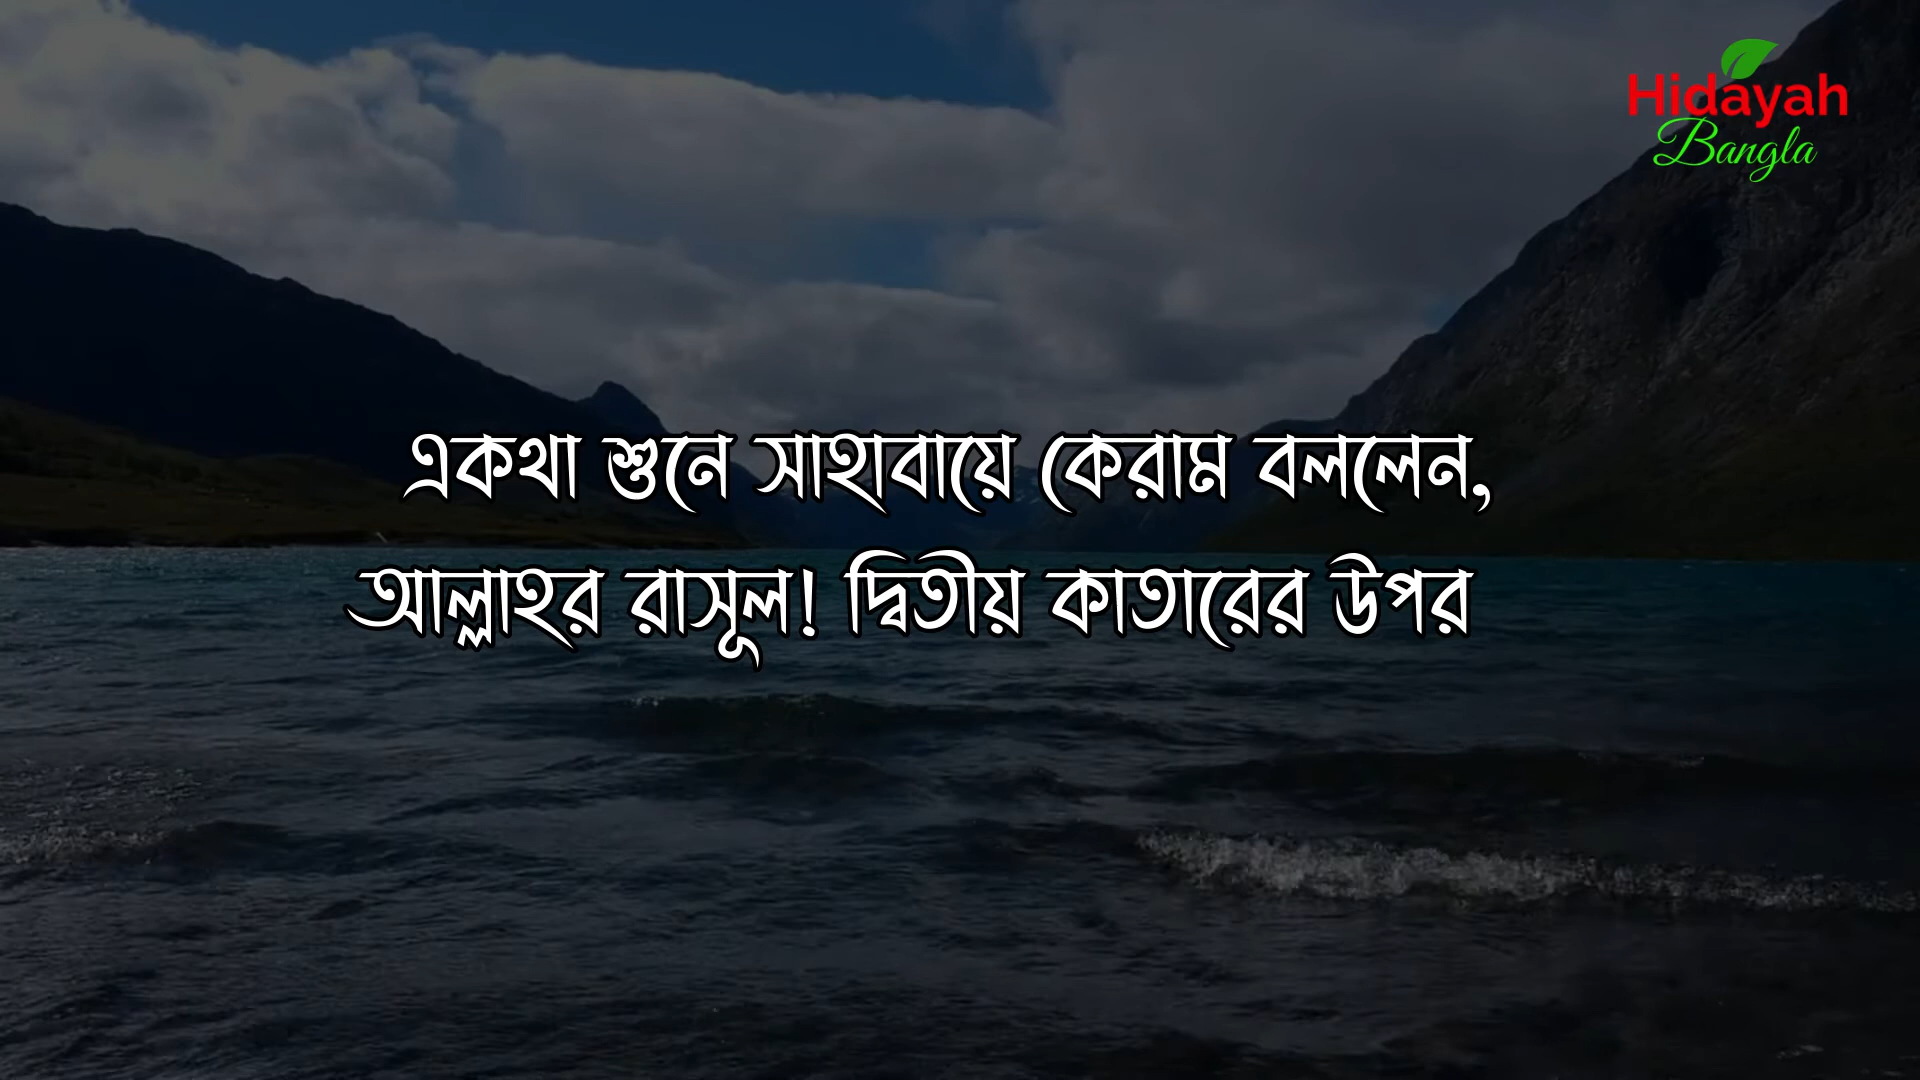 Hidayah
Bangla
একথা শুনে সাহাবায়ে কেরাম বললেন,
আল্লাহর রাসূল! দ্বিতীয় কাতারের উপর